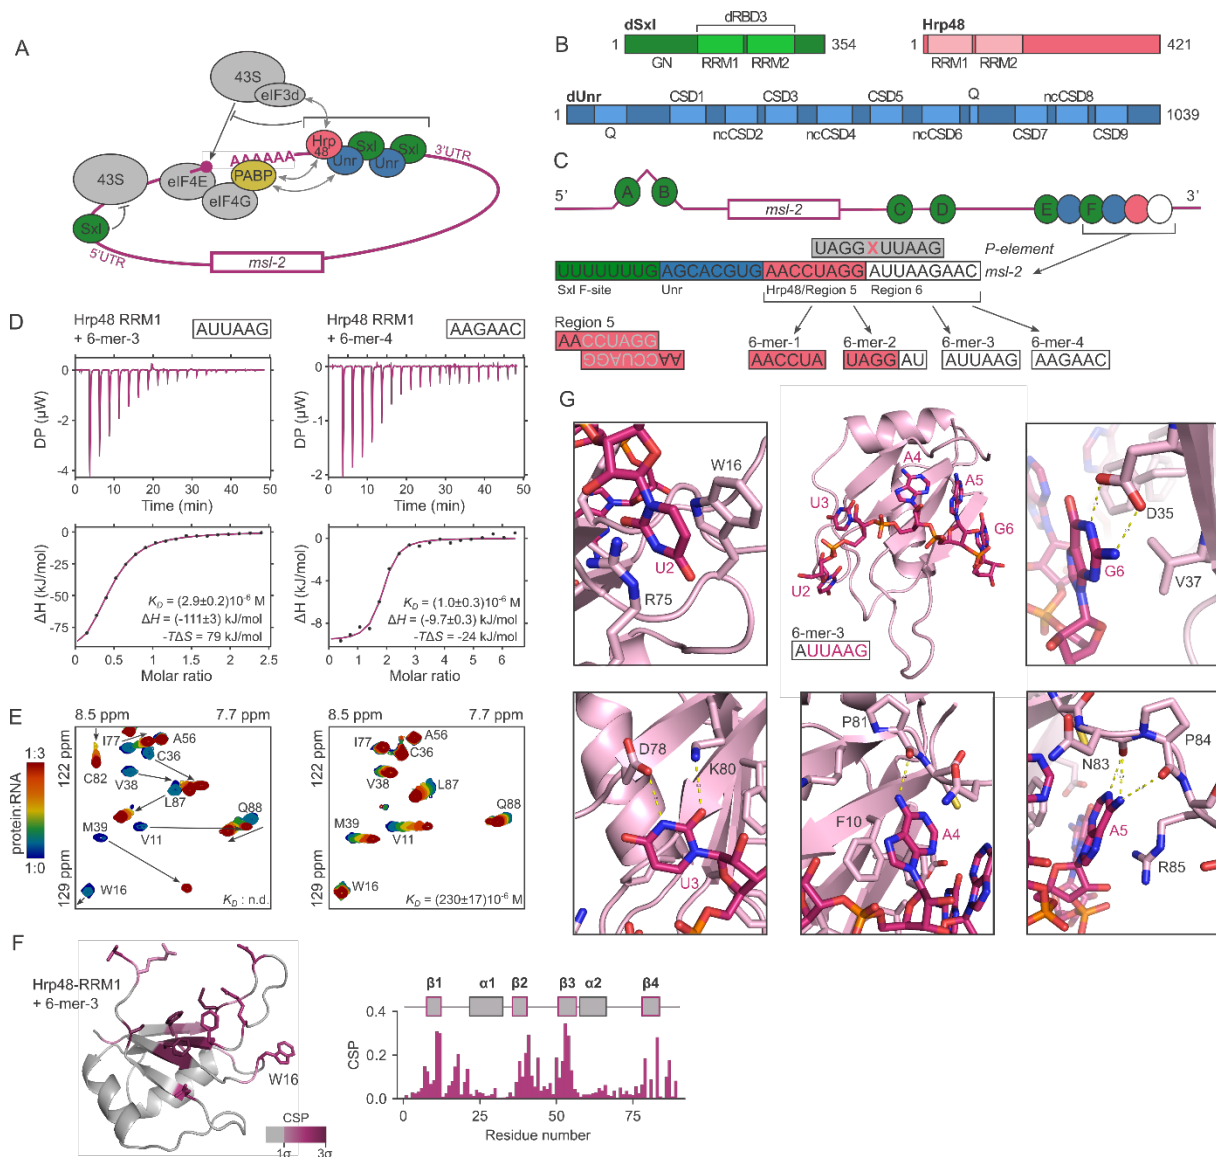 A
43S
eIF3d
AAAAAA
Hrp
48
Sxl
Sxl
Unr
Unr
3'UTR
43S
eIF4E
PABP
eIF4G
Sxl
5'UTR
msl-2
B
dSxl
dRBD3
1
354
GN
RRM1
RRM2
Hrp48
1
421
RRM1
RRM2
dUnr
CSD1
CSD3
CSD5
Q
ncCSD8
1
1039
Q
ncCSD2
ncCSD4
ncCSD6
CSD7
CSD9
C
5'
A
B
msl-2
C
D
E
F
3'
UAGG X UUAAG
P-element
UUUUUUUG
AGCACGUG
AACCUAGG
AUUAAGAAC
msl-2
Sxl F-site
Unr
Hrp48/Region 5
Region 6
Region 5
AACCUAGG
AACCUAGG
6-mer-1
6-mer-2
6-mer-3
6-mer-4
AACCUA
UAGGAU
AUUAAG
AAGAAC
D
Hrp48 RRM1
+ 6-mer-3
AUUAAG
DP (µW)
0
−2
−4
0 10 20 30 40 50
Time (min)
ΔH (kJ/mol)
0
-25
-50
-75
K_D = (2.9±0.2)10⁻⁶ M
ΔH = (-111±3) kJ/mol
-TΔS = 79 kJ/mol
0 0.5 1 1.5 2.0 2.5
Molar ratio
Hrp48 RRM1
+ 6-mer-4
AAGAAC
DP (µW)
0
−1
−2
0 10 20 30 40 50
Time (min)
ΔH (kJ/mol)
0
−4
−8
K_D = (1.0±0.3)10⁻⁶ M
ΔH = (-9.7±0.3) kJ/mol
-TΔS = -24 kJ/mol
0 1 2 3 4 5 6
Molar ratio
E
protein:RNA
1:3
1:0
8.5 ppm
7.7 ppm
122 ppm
129 ppm
I77
A56
C36
C82
V38
L87
Q88
M39
V11
W16
K_D : n.d.
8.5 ppm
7.7 ppm
122 ppm
129 ppm
I77
A56
C36
V38
L87
Q88
M39
V11
W16
K_D = (230±17)10⁻⁶ M
F
Hrp48-RRM1
+ 6-mer-3
W16
CSP
1σ
3σ
β1
α1
β2
β3
α2
β4
CSP
0.4
0.2
0.0
0 25 50 75
Residue number
G
W16
U2
R75
A4
U3
A5
G6
U2
6-mer-3
AUUAAG
D35
G6
V37
D78
K80
U3
P81
F10
A4
P84
N83
A5
R85